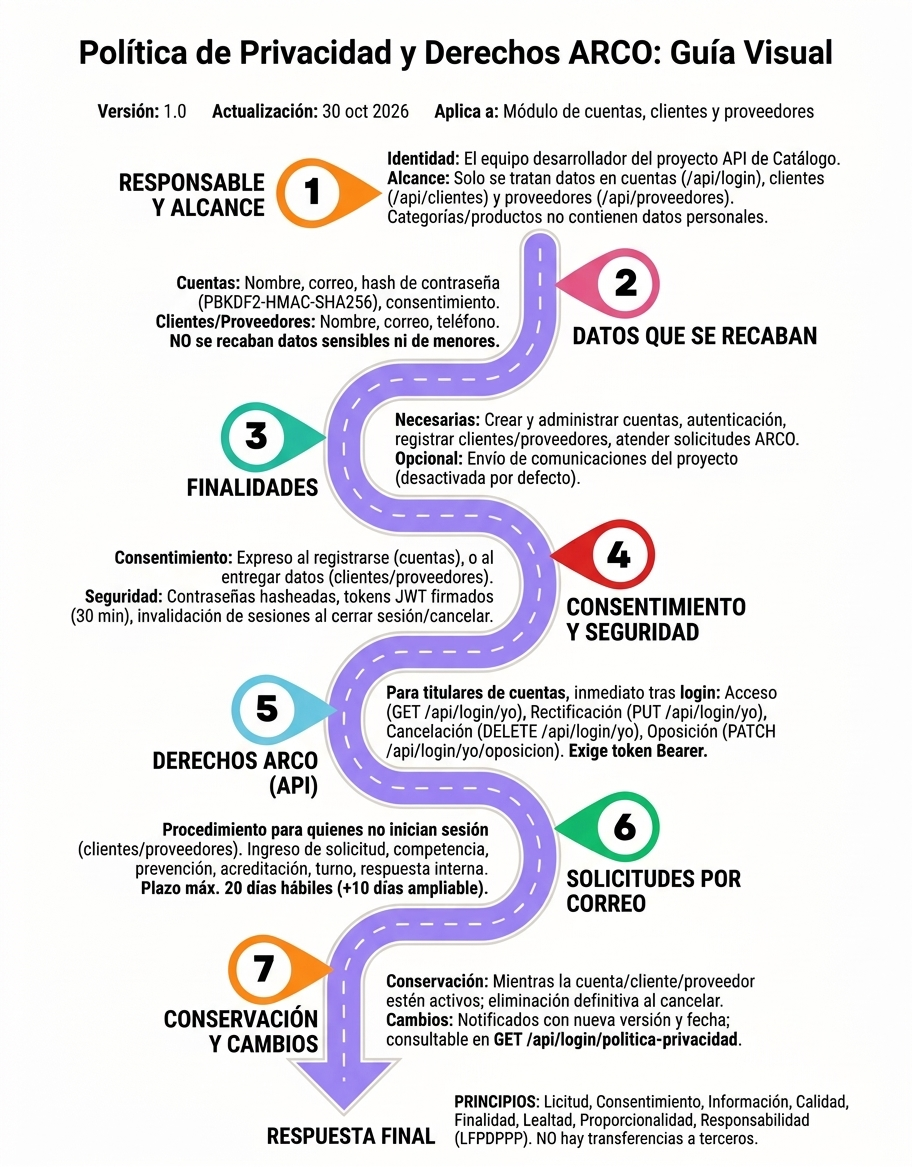 Política de Privacidad y Derechos ARCO: Guía Visual
Versión: 1.0 Actualización: 30 oct 2026 Aplica a: Módulo de cuentas, clientes y proveedores
RESPONSABLE
Y ALCANCE
1
Identidad: El equipo desarrollador del proyecto API de Catálogo.
Alcance: Solo se tratan datos en cuentas (/api/login), clientes
(/api/clientes) y proveedores (/api/proveedores).
Categorías/productos no contienen datos personales.
2
DATOS QUE SE RECABAN
Cuentas: Nombre, correo, hash de contraseña
(PBKDF2-HMAC-SHA256), consentimiento.
Clientes/Proveedores: Nombre, correo, teléfono.
NO se recaban datos sensibles ni de menores.
3
FINALIDADES
Necesarias: Crear y administrar cuentas, autenticación,
registrar clientes/proveedores, atender solicitudes ARCO.
Opcional: Envío de comunicaciones del proyecto
(desactivada por defecto).
4
CONSENTIMIENTO
Y SEGURIDAD
Consentimiento: Expreso al registrarse (cuentas), o al
entregar datos (clientes/proveedores).
Seguridad: Contraseñas hasheadas, tokens JWT firmados
(30 min), invalidación de sesiones al cerrar sesión/cancelar.
5
DERECHOS ARCO
(API)
Para titulares de cuentas, inmediato tras login: Acceso
(GET /api/login/yo), Rectificación (PUT /api/login/yo),
Cancelación (DELETE /api/login/yo), Oposición (PATCH
/api/login/yo/oposicion). Exige token Bearer.
6
SOLICITUDES POR
CORREO
Procedimiento para quienes no inician sesión
(clientes/proveedores). Ingreso de solicitud, competencia,
prevención, acreditación, turno, respuesta interna.
Plazo máx. 20 días hábiles (+10 días ampliable).
7
CONSERVACIÓN
Y CAMBIOS
Conservación: Mientras la cuenta/cliente/proveedor
estén activos; eliminación definitiva al cancelar.
Cambios: Notificados con nueva versión y fecha;
consultable en GET /api/login/politica-privacidad.
RESPUESTA FINAL
PRINCIPIOS: Licitud, Consentimiento, Información, Calidad,
Finalidad, Lealtad, Proporcionalidad, Responsabilidad
(LFPDPPP). NO hay transferencias a terceros.